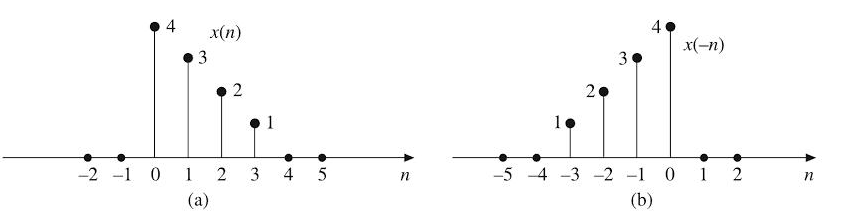 4 x(n) 4 x(–n)
3 3
2 2
1 1
–2 –1 0 1 2 3 4 5 n –5 –4 –3 –2 –1 0 1 2 n
(a) (b)